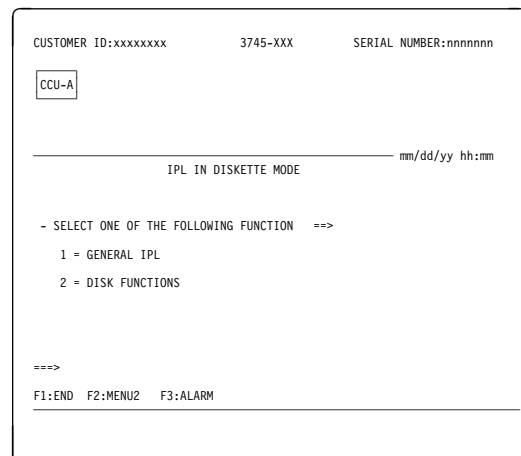 CUSTOMER ID:xxxxxxxx 3745-XXX SERIAL NUMBER:nnnnnnn
CCU-A
mm/dd/yy hh:mm
IPL IN DISKETTE MODE
- SELECT ONE OF THE FOLLOWING FUNCTION ==>
1 = GENERAL IPL
2 = DISK FUNCTIONS
===>
F1:END F2:MENU2 F3:ALARM